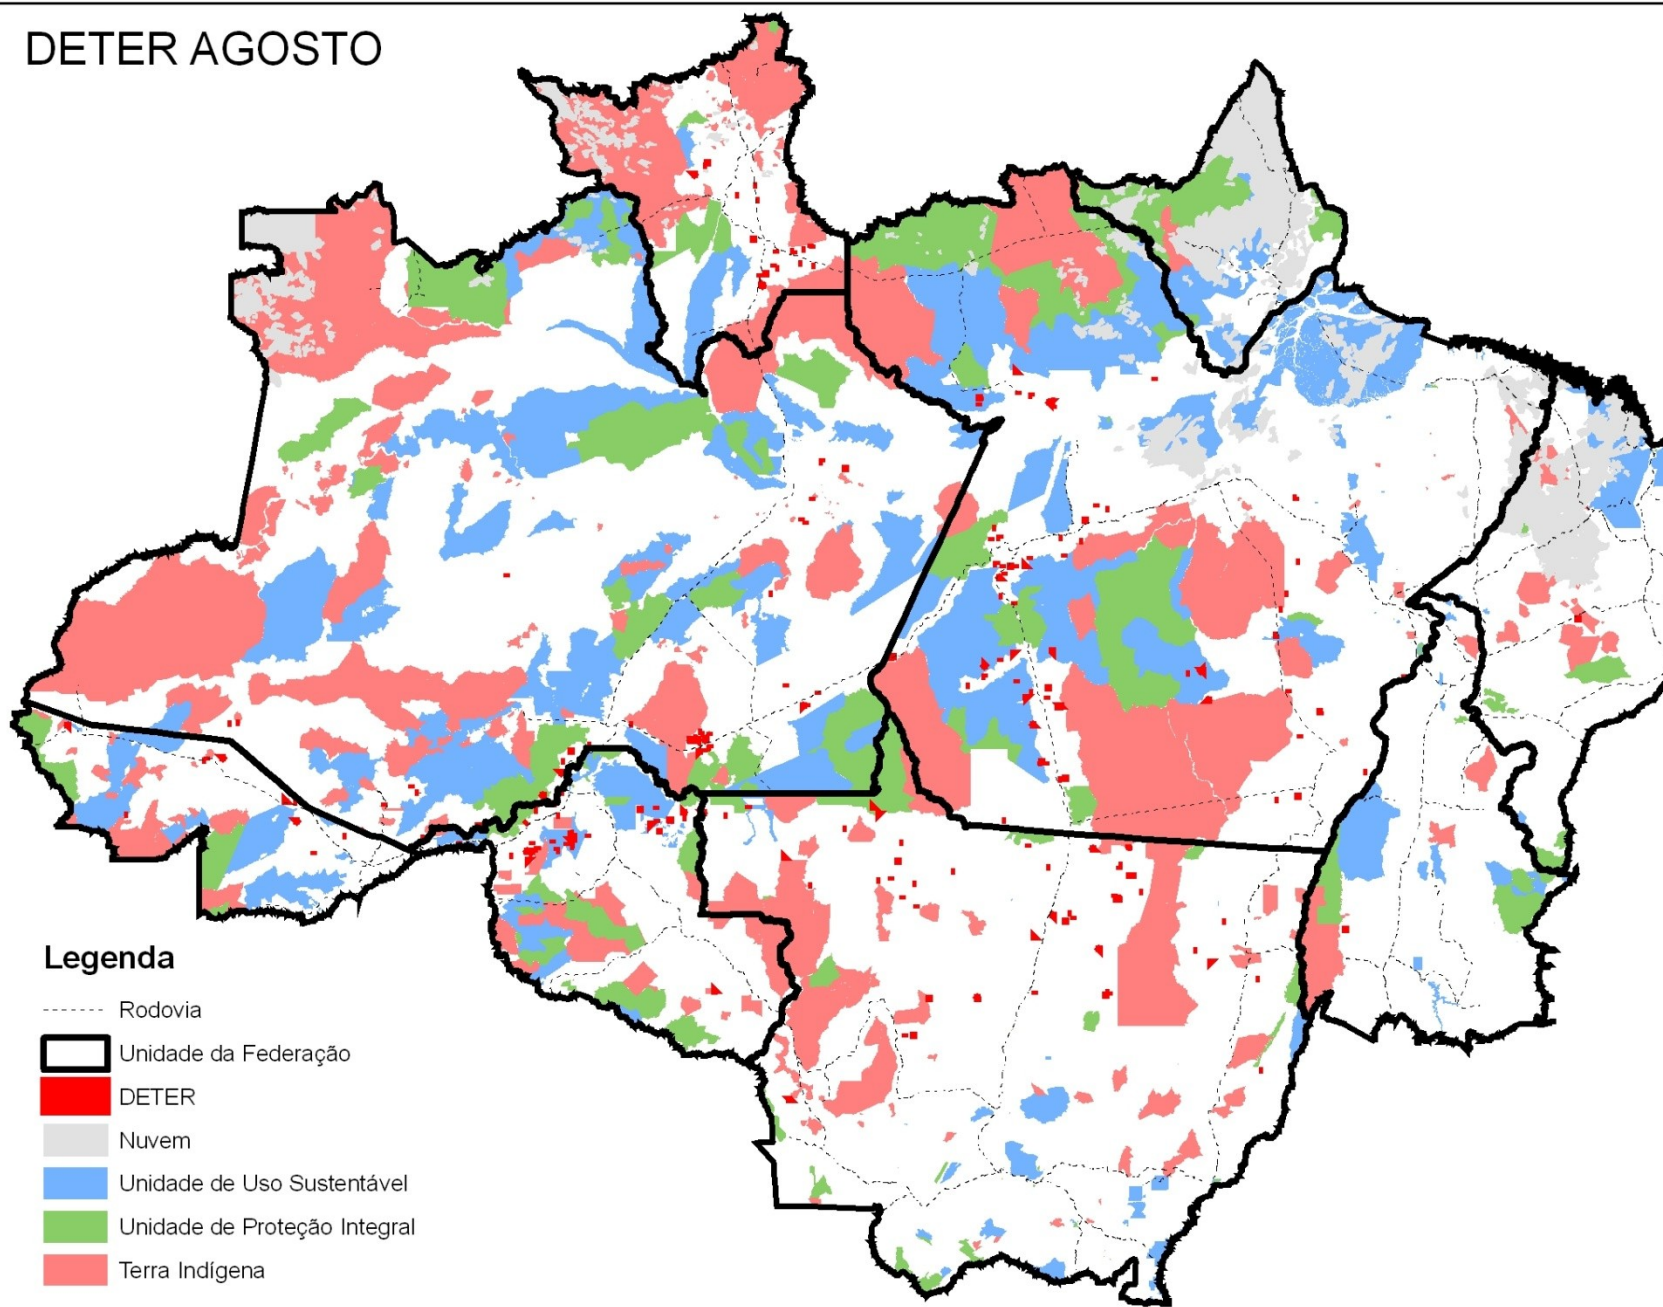 DETER AGOSTO
Legenda
Rodovia
Unidade da Federação
DETER
Nuvem
Unidade de Uso Sustentável
Unidade de Proteção Integral
Terra Indígena